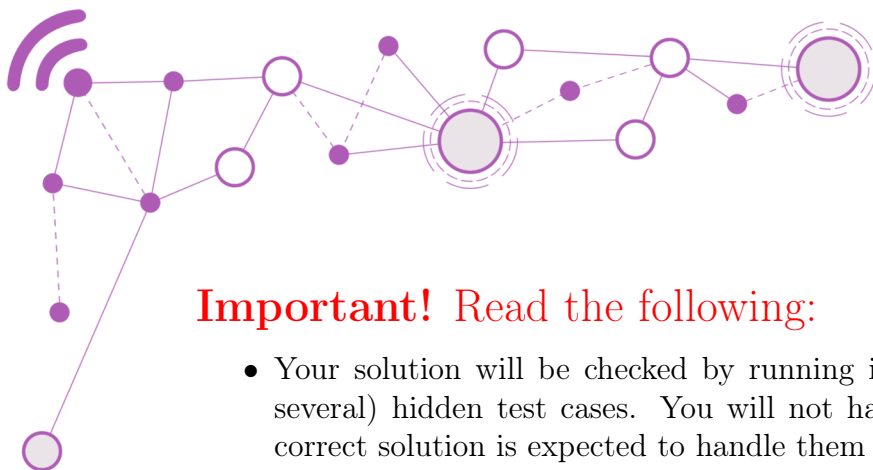 Important! Read the following:
• Your solution will be checked by running
several) hidden test cases. You will not
correct solution is expected to handle them